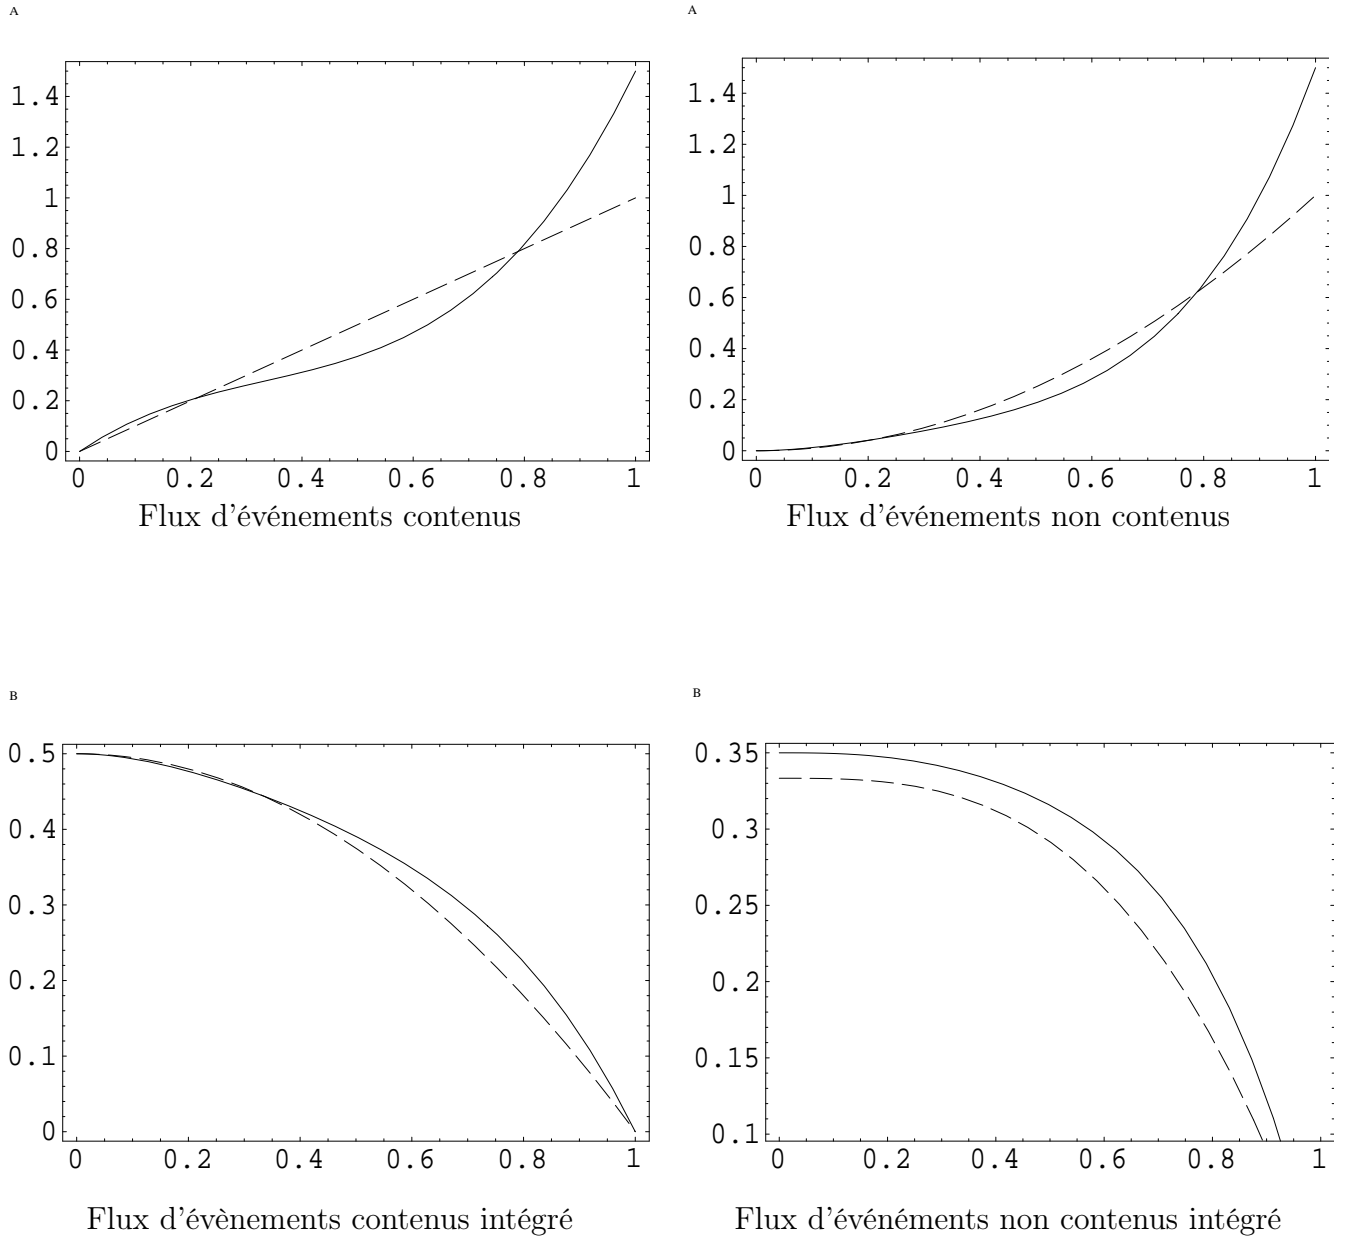 A
1.4
1.2
1
0.8
0.6
0.4
0.2
0
0 0.2 0.4 0.6 0.8 1
Flux d'événements contenus
A
1.4
1.2
1
0.8
0.6
0.4
0.2
0
0 0.2 0.4 0.6 0.8 1
Flux d'événements non contenus
B
0.5
0.4
0.3
0.2
0.1
0
0 0.2 0.4 0.6 0.8 1
Flux d'évènements contenus intégré
B
0.35
0.3
0.25
0.2
0.15
0.1
0 0.2 0.4 0.6 0.8 1
Flux d'événéments non contenus intégré